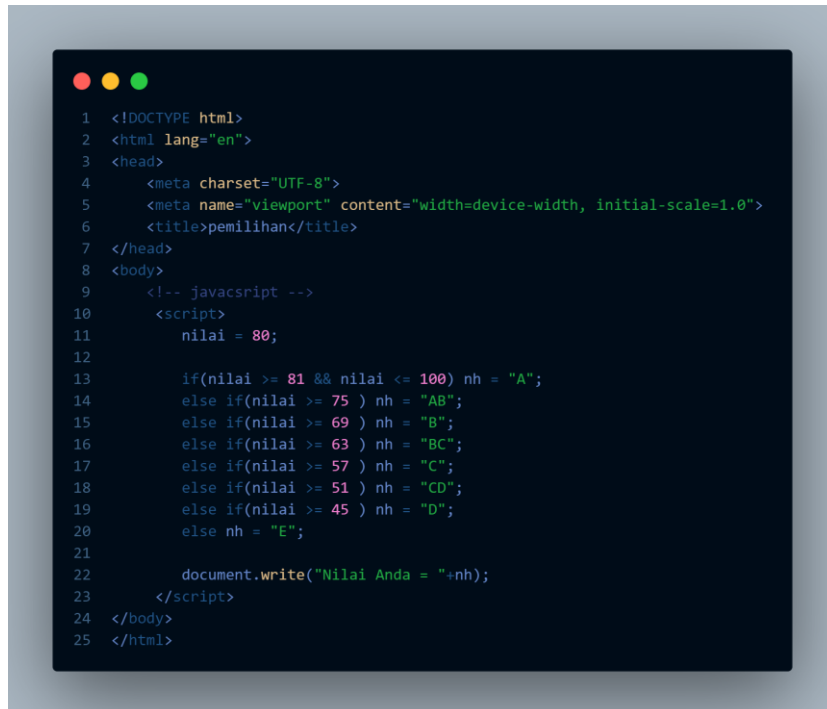 1 <!DOCTYPE html>
2 <html lang="en">
3 <head>
4     <meta charset="UTF-8">
5     <meta name="viewport" content="width=device-width, initial-scale=1.0">
6     <title>pemilihan</title>
7 </head>
8 <body>
9     <!-- javacsript -->
10      <script>
11         nilai = 80;
12
13         if(nilai >= 81 && nilai <= 100) nh = "A";
14         else if(nilai >= 75 ) nh = "AB";
15         else if(nilai >= 69 ) nh = "B";
16         else if(nilai >= 63 ) nh = "BC";
17         else if(nilai >= 57 ) nh = "C";
18         else if(nilai >= 51 ) nh = "CD";
19         else if(nilai >= 45 ) nh = "D";
20         else nh = "E";
21
22         document.write("Nilai Anda = "+nh);
23      </script>
24 </body>
25 </html>